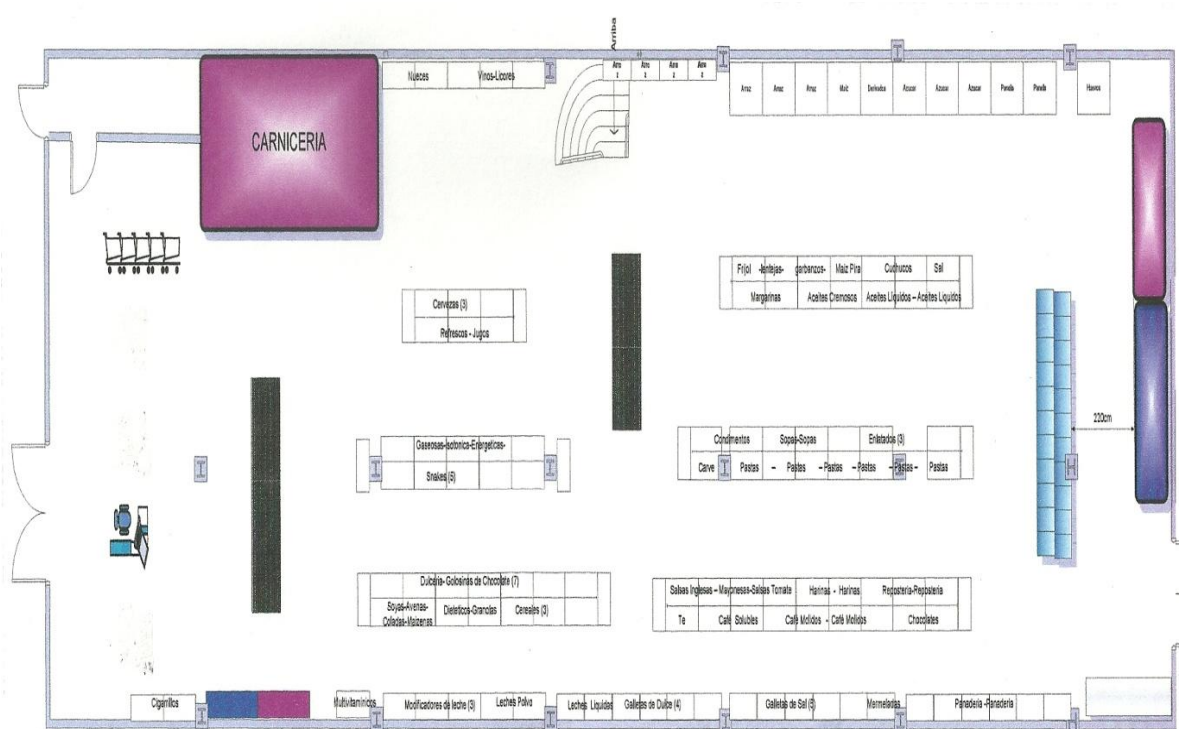 Arriba
CARNICERIA
Nueces Vinos-Licores
Arro z Arro z Arro z Arro z
Arroz Arroz Arroz Maiz Derivados Azucar Azucar Azucar Panela Panela Huevos
Frijol -lentejas- garbanzos- Maiz Pira Cuchucos Sal
Margarinas Aceites Cremosos Aceites Liquidos – Aceites Liquidos
Cervezas (3)
Refrescos - Jugos
220cm
Gaseosas-Isotonica-Energeticas-
Snakes (5)
Condimentos Sopas-Sopas Enlatados (3)
Carve Pastas – Pastas – Pastas – Pastas – Pastas – Pastas
Dulceria- Golosinas de Chocolate (7)
Soyas-Avenas- Dieteticos-Granolas Cereales (3)
Coladas-Maizenas
Salsas Inglesas – Mayonesas-Salsas Tomate Harinas - Harinas Reposteria-Reposteria
Te Café Solubles Café Molidos - Café Molidos Chocolates
Cigarrillos Multivitaminicos Modificadores de leche (3) Leches Polvo Leches Liquidas Galletas de Dulce (4) Galletas de Sal (5) Mermeladas Panaderia -Panaderia